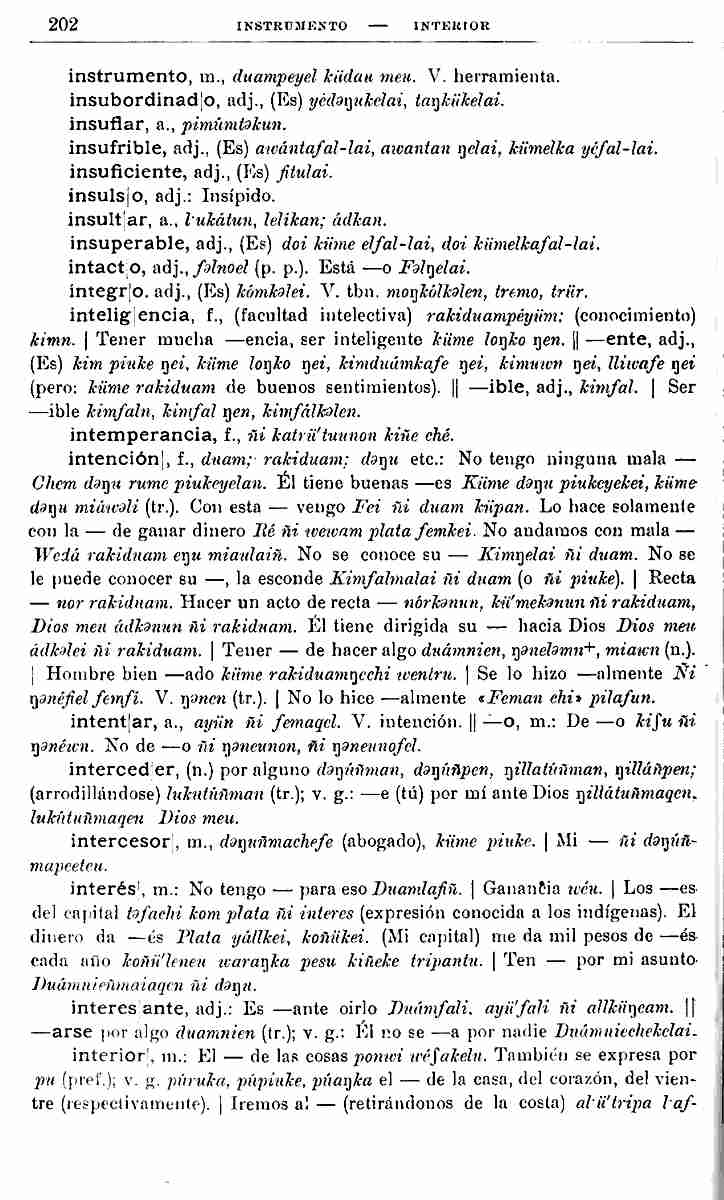 202 INSTRUMENTO — INTERIOR
instrumento, m., duampeyel küdau meu. V. herramienta.
insubordinad|o, adj., (Es) yédəŋukelai, taŋkükelai.
insuflar, a., pimúmtəkun.
insufrible, adj., (Es) awántafal-lai, awantan ŋelai, kümelka yéfal-lai.
insuficiente, adj., (Es) fitulai.
insuls|o, adj.: Insípido.
insult|ar, a., l·ukátun, lelikan; ádkan.
insuperable, adj., (Es) doi küme elfal-lai, doi kümelkafal-lai.
intact|o, adj., fəlnoel (p. p.). Está —o Fəlŋelai.
integr|o. adj., (Es) kómkəlei. V. tbn. moŋkólkəlen, tremo, trür.
intelig|encia, f., (facultad intelectiva) rakiduampéyüm; (conocimiento)
kimn. | Tener mucha —encia, ser inteligente küme loŋko ŋen. || —ente, adj.,
(Es) kim piuke ŋei, küme loŋko ŋei, kimduámkafe ŋei, kimuwn ŋei, lliwafe ŋei
(pero: küme rakiduam de buenos sentimientos). || —ible, adj., kimfal. | Ser
—ible kimfaln, kimfal ŋen, kimfálkəlen.
intemperancia, f., ñi katrü'tuunon kiñe ché.
intención|, f., duam; rakiduam; dəŋu etc.: No tengo ninguna mala —
Chem dəŋu rume piukeyelan. Él tiene buenas —es Küme dəŋu piukeyekei, küme
dəŋu miáwəli (tr.). Con esta — vengo Fei ñi duam küpan. Lo hace solamente
con la — de ganar dinero Ré ñi wewam plata femkei. No andamos con mala —
Wedá rakiduam eŋu miaulaiñ. No se conoce su — Kimŋelai ñi duam. No se
le puede conocer su —, la esconde Kimfalmalai ñi duam (o ñi piuke). | Recta
— nor rakiduam. Hacer un acto de recta — nórkənun, kü'mekənun ñi rakiduam,
Dios meu ádkənun ñi rakiduam. Él tiene dirigida su — hacia Dios Dios meu
ádkəlei ñi rakiduam. | Tener — de hacer algo duámnien, ŋəneləmn+, miawn (n.).
| Hombre bien —ado küme rakiduamŋechi wentru. | Se lo hizo —almente Ñi
ŋənéfiel femfi. V. ŋənen (tr.). | No lo hice —almente «Feman chi» pilafun.
intent|ar, a., ayün ñi femaqel. V. intención. || —o, m.: De —o kiʃu ñi
ŋənéwn. No de —o ñi ŋəneunon, ñi ŋəneunofel.
interced|er, (n.) por alguno dəŋúñman, dəŋúñpen, ŋillatúñman, ŋilláñpen;
(arrodillándose) lukutúñman (tr.); v. g.: —e (tú) por mí ante Dios ŋillátuñmaqen,
lukútuñmaqen Dios meu.
intercesor|, m., dəŋuñmachefe (abogado), küme piuke. | Mi — ñi dəŋúñ-
mapeeteu.
interés|, m.: No tengo — para eso Duamlafiñ. | Ganancia wéu. | Los —es
del capital təfachi kom plata ñi interes (expresión conocida a los indígenas). El
dinero da —és Plata yállkei, koñükei. (Mi capital) me da mil pesos de —és
cada año koñü'leneu waraŋka pesu kiñeke tripantu. | Ten — por mi asunto
Duámnieñmaiaqen ñi dəŋu.
interes|ante, adj.: Es —ante oirlo Duámfali, ayü'fali ñi allküŋeam. ||
—arse por algo duamnien (tr.); v. g.: Él no se —a por nadie Duámniechekelai.
interior|, m.: El — de las cosas ponwi wéʃakelu. También se expresa por
pu (pref.); v. g. púruka, púpiuke, púaŋka el — de la casa, del corazón, del vien-
tre (respectivamente). | Iremos al — (retirándonos de la costa) al·ü'tripa l·af-